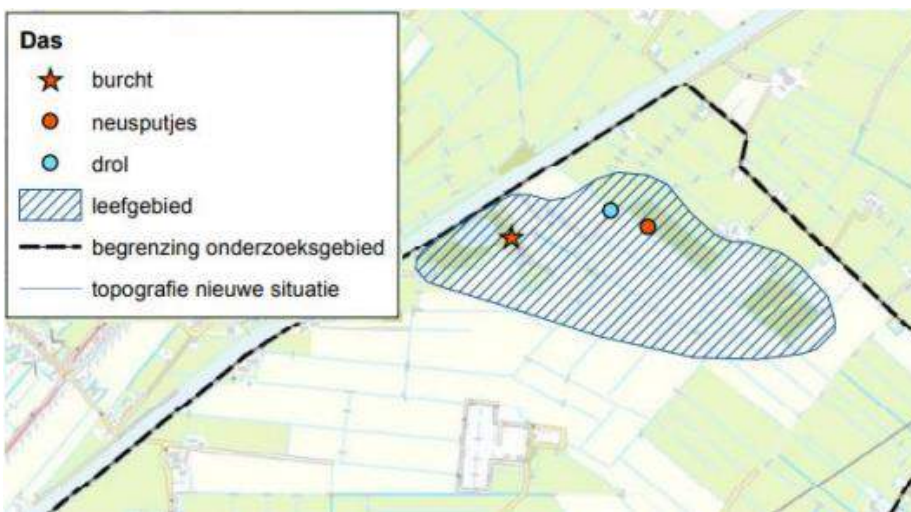 Das
burcht
neusputjes
drol
leefgebied
begrenzing onderzoeksgebied
topografie nieuwe situatie